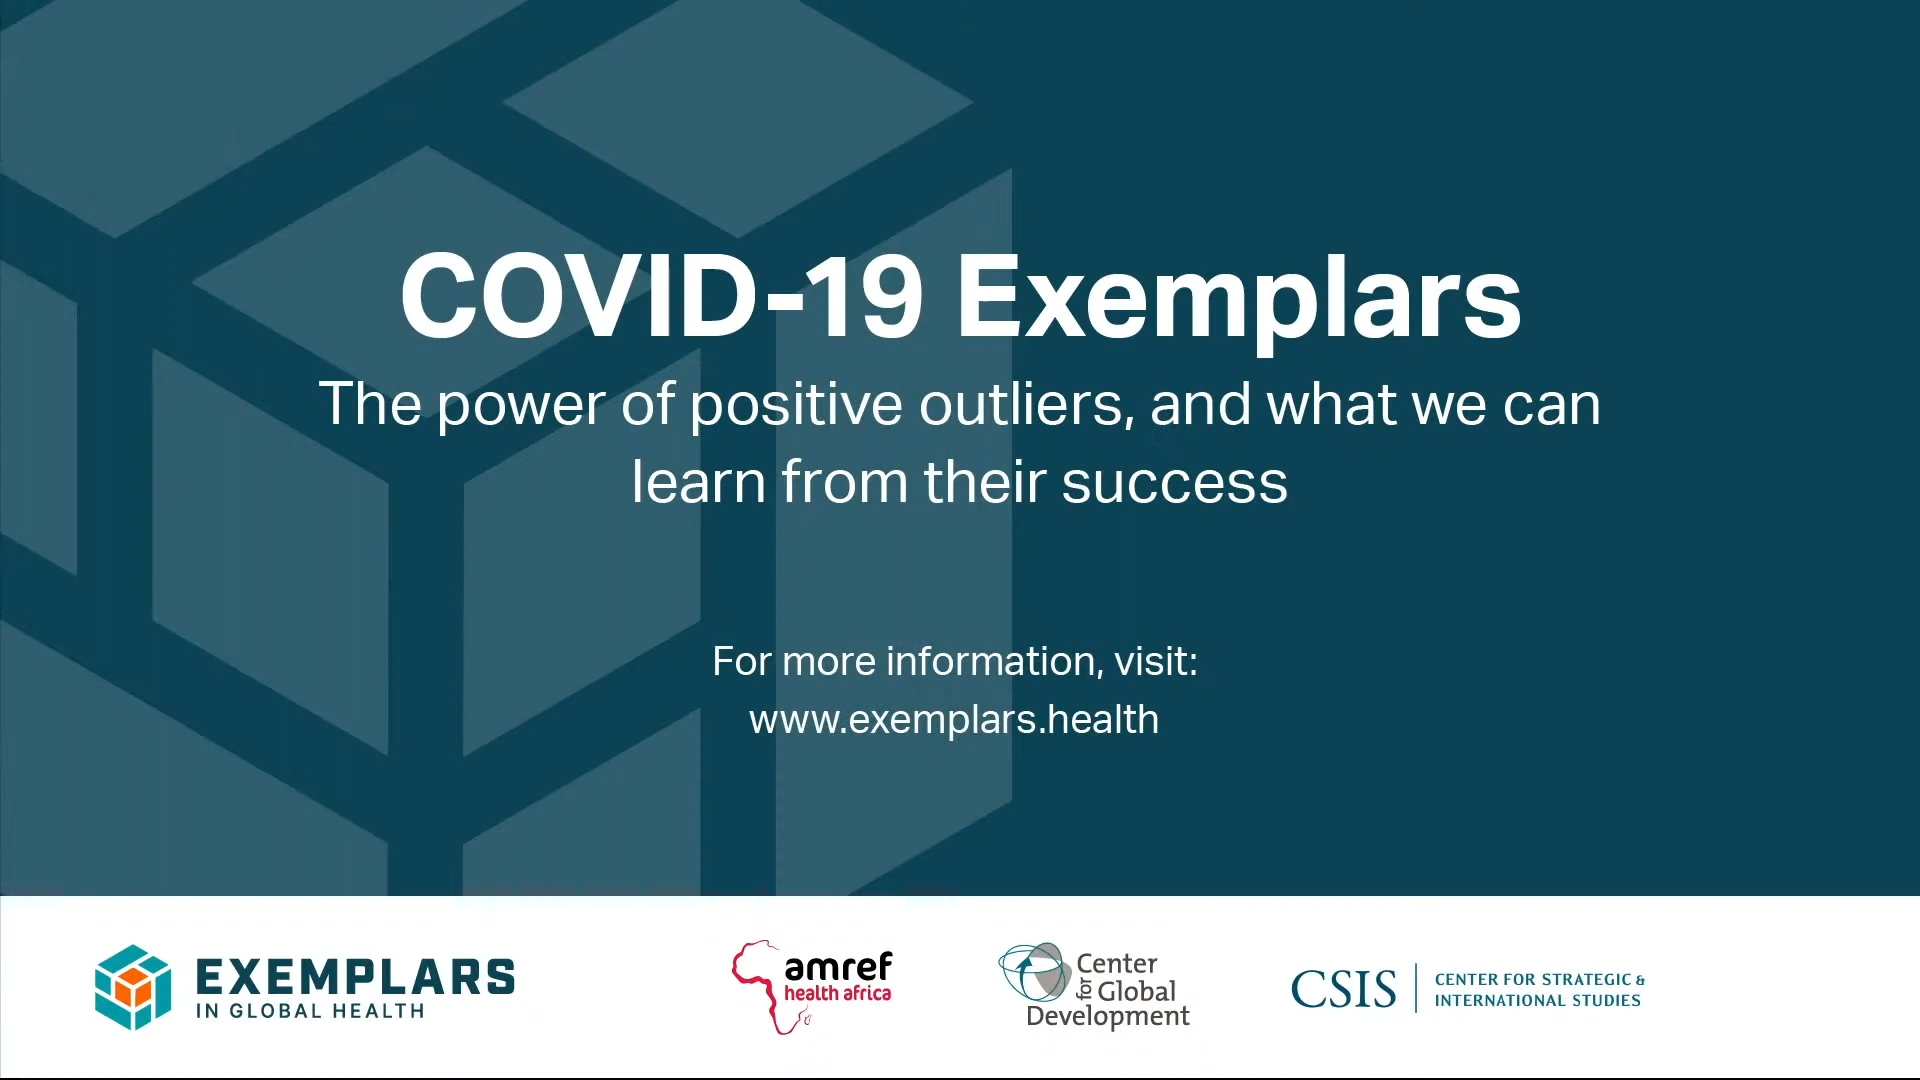 COVID-19 Exemplars
The power of positive outliers, and what we can
learn from their success
For more information, visit:
www.exemplars.health
EXEMPLARS
IN GLOBAL HEALTH
amref
health africa
Center
for Global
Development
CSIS
CENTER FOR STRATEGIC &
INTERNATIONAL STUDIES